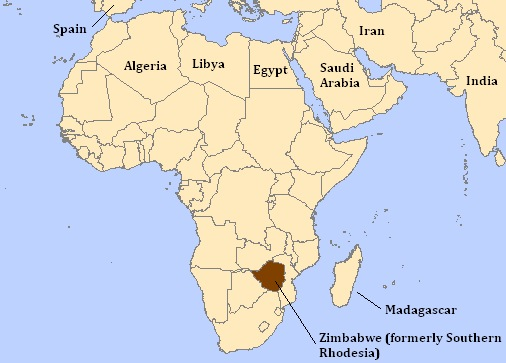 Spain
Iran
Algeria
Libya
Egypt
Saudi
Arabia
India
Madagascar
Zimbabwe (formerly Southern
Rhodesia)